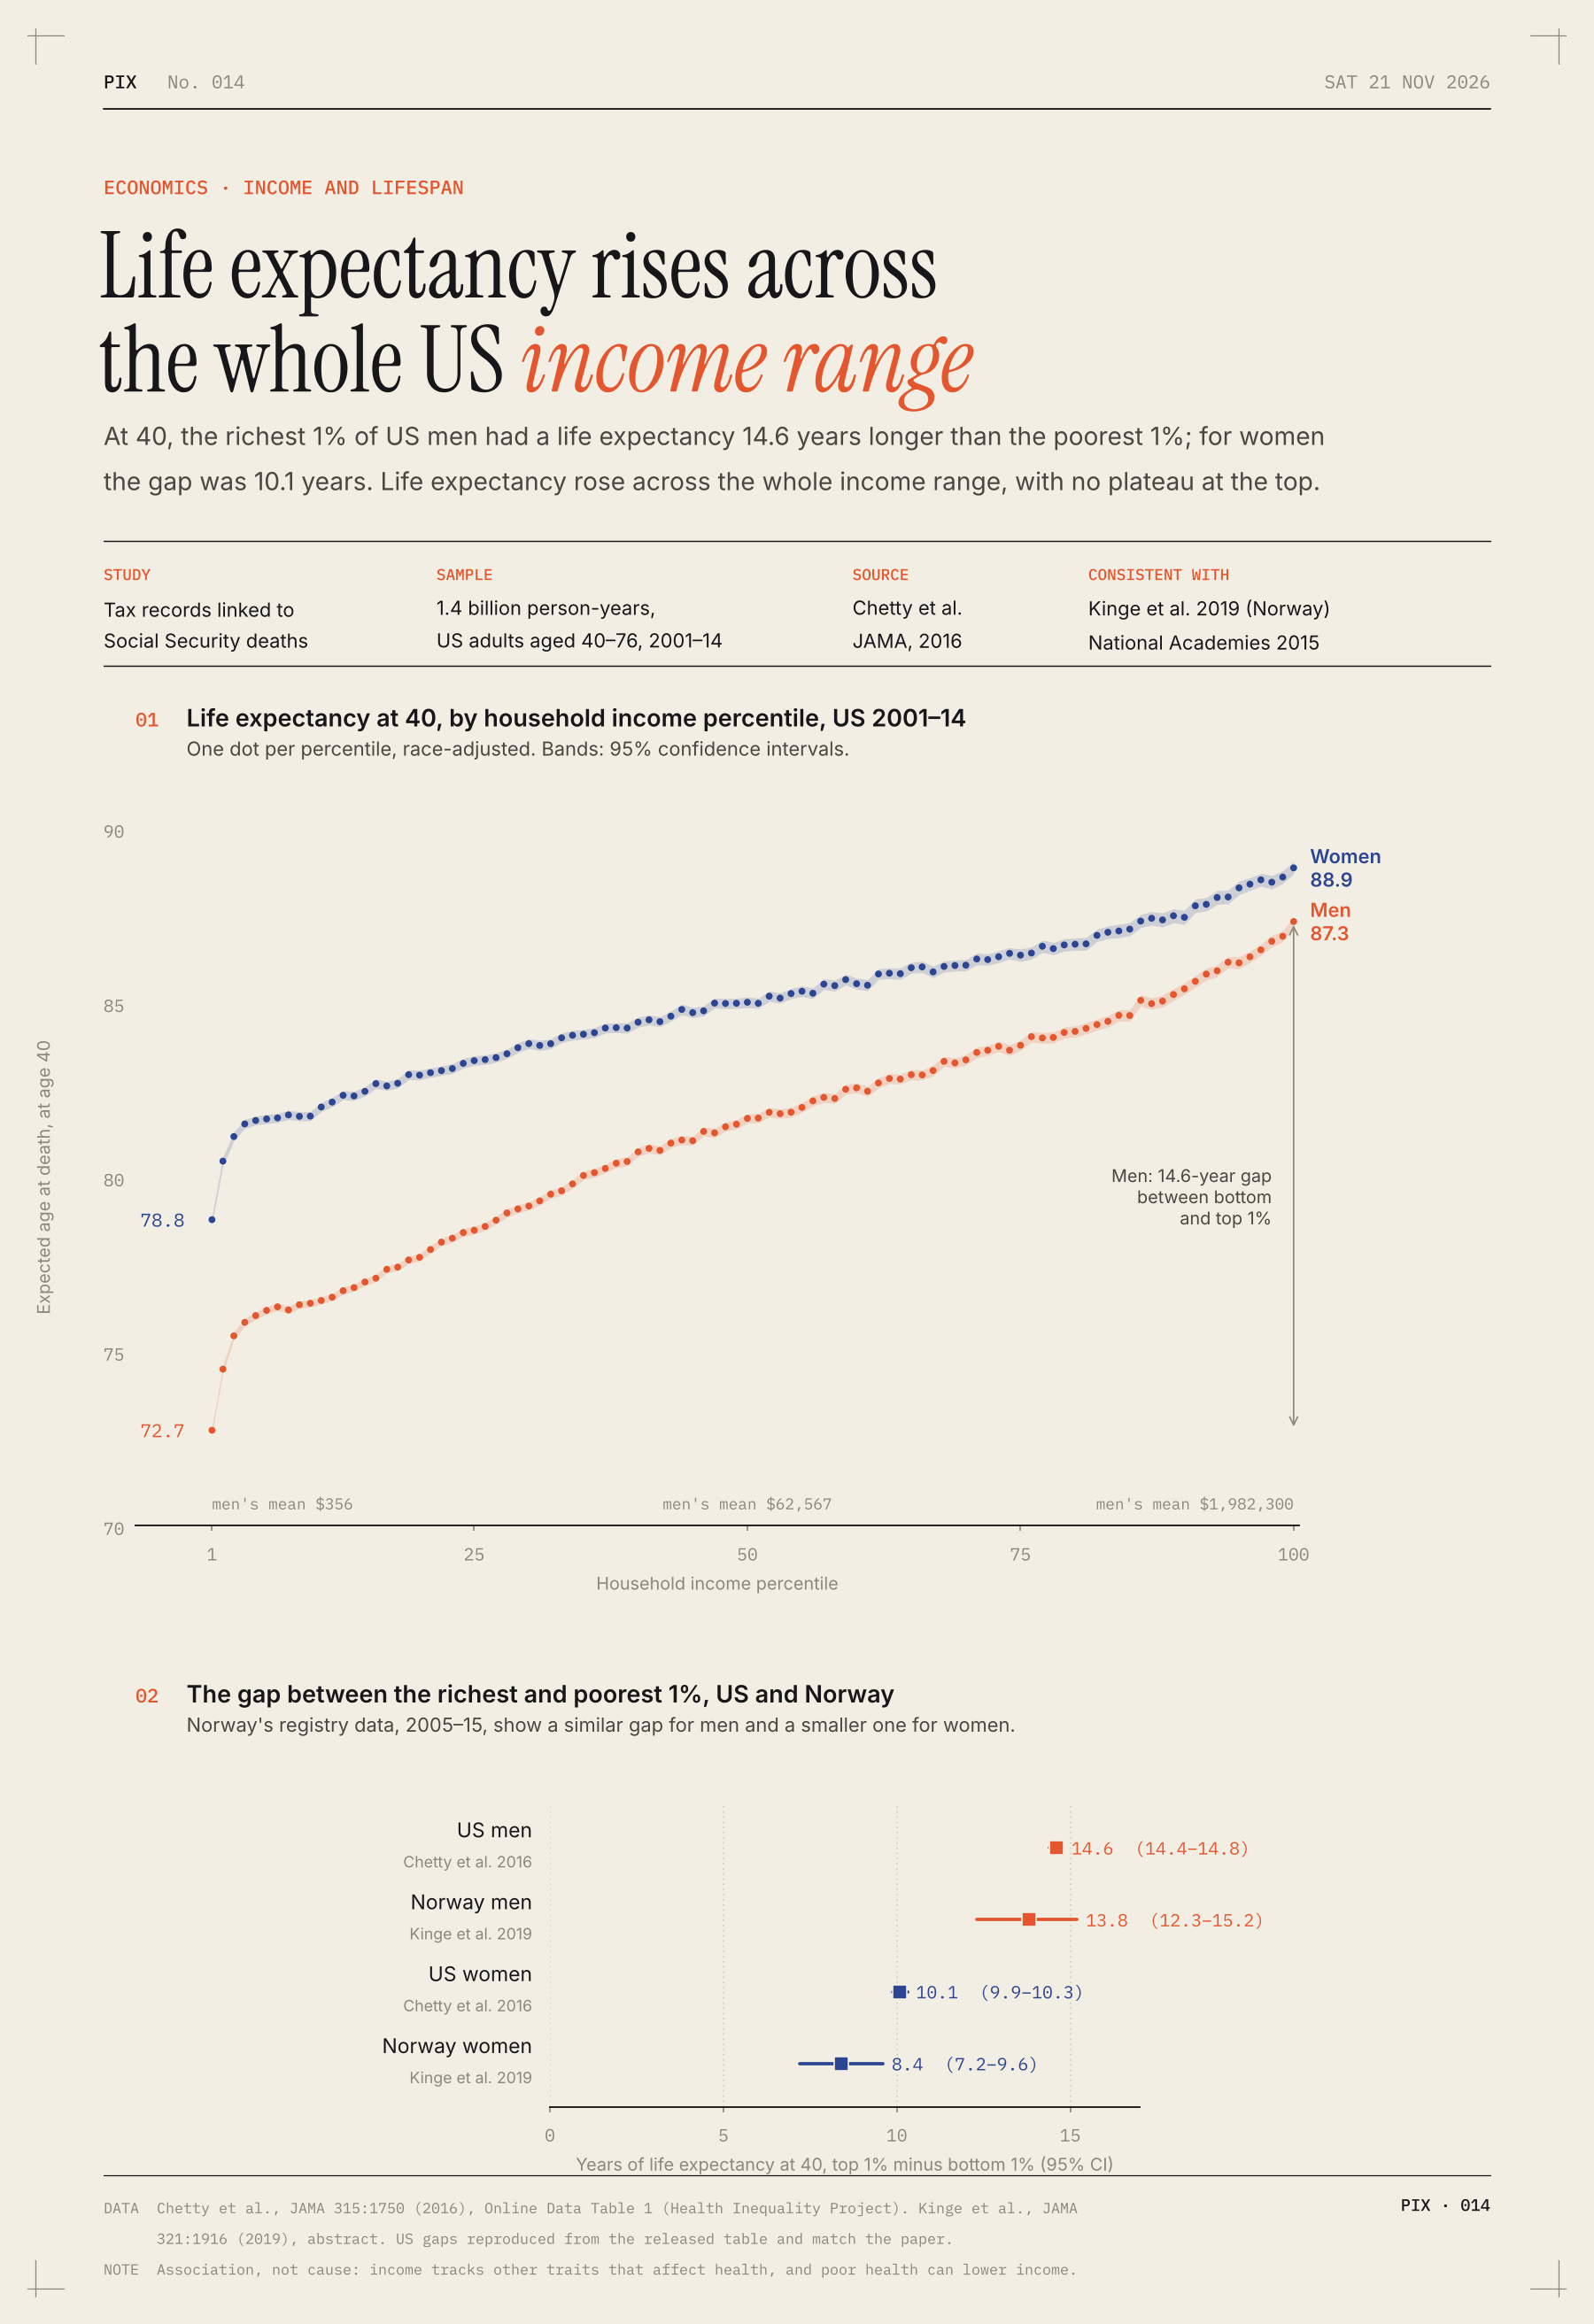 PIX No. 014
SAT 21 NOV 2026
ECONOMICS · INCOME AND LIFESPAN
Life expectancy rises across
the whole US income range
At 40, the richest 1% of US men had a life expectancy 14.6 years longer than the poorest 1%; for women
the gap was 10.1 years. Life expectancy rose across the whole income range, with no plateau at the top.
STUDY
Tax records linked to
Social Security deaths
SAMPLE
1.4 billion person-years,
US adults aged 40–76, 2001–14
SOURCE
Chetty et al.
JAMA, 2016
CONSISTENT WITH
Kinge et al. 2019 (Norway)
National Academies 2015
01 Life expectancy at 40, by household income percentile, US 2001–14
One dot per percentile, race-adjusted. Bands: 95% confidence intervals.
Expected age at death, at age 40
90
85
80
75
70
Women
88.9
Men
87.3
78.8
72.7
Men: 14.6-year gap
between bottom
and top 1%
men's mean $356
men's mean $62,567
men's mean $1,982,300
1 25 50 75 100
Household income percentile
02 The gap between the richest and poorest 1%, US and Norway
Norway's registry data, 2005–15, show a similar gap for men and a smaller one for women.
US men
Chetty et al. 2016
14.6 (14.4–14.8)
Norway men
Kinge et al. 2019
13.8 (12.3–15.2)
US women
Chetty et al. 2016
10.1 (9.9–10.3)
Norway women
Kinge et al. 2019
8.4 (7.2–9.6)
0 5 10 15
Years of life expectancy at 40, top 1% minus bottom 1% (95% CI)
DATA Chetty et al., JAMA 315:1750 (2016), Online Data Table 1 (Health Inequality Project). Kinge et al., JAMA
321:1916 (2019), abstract. US gaps reproduced from the released table and match the paper.
NOTE Association, not cause: income tracks other traits that affect health, and poor health can lower income.
PIX · 014